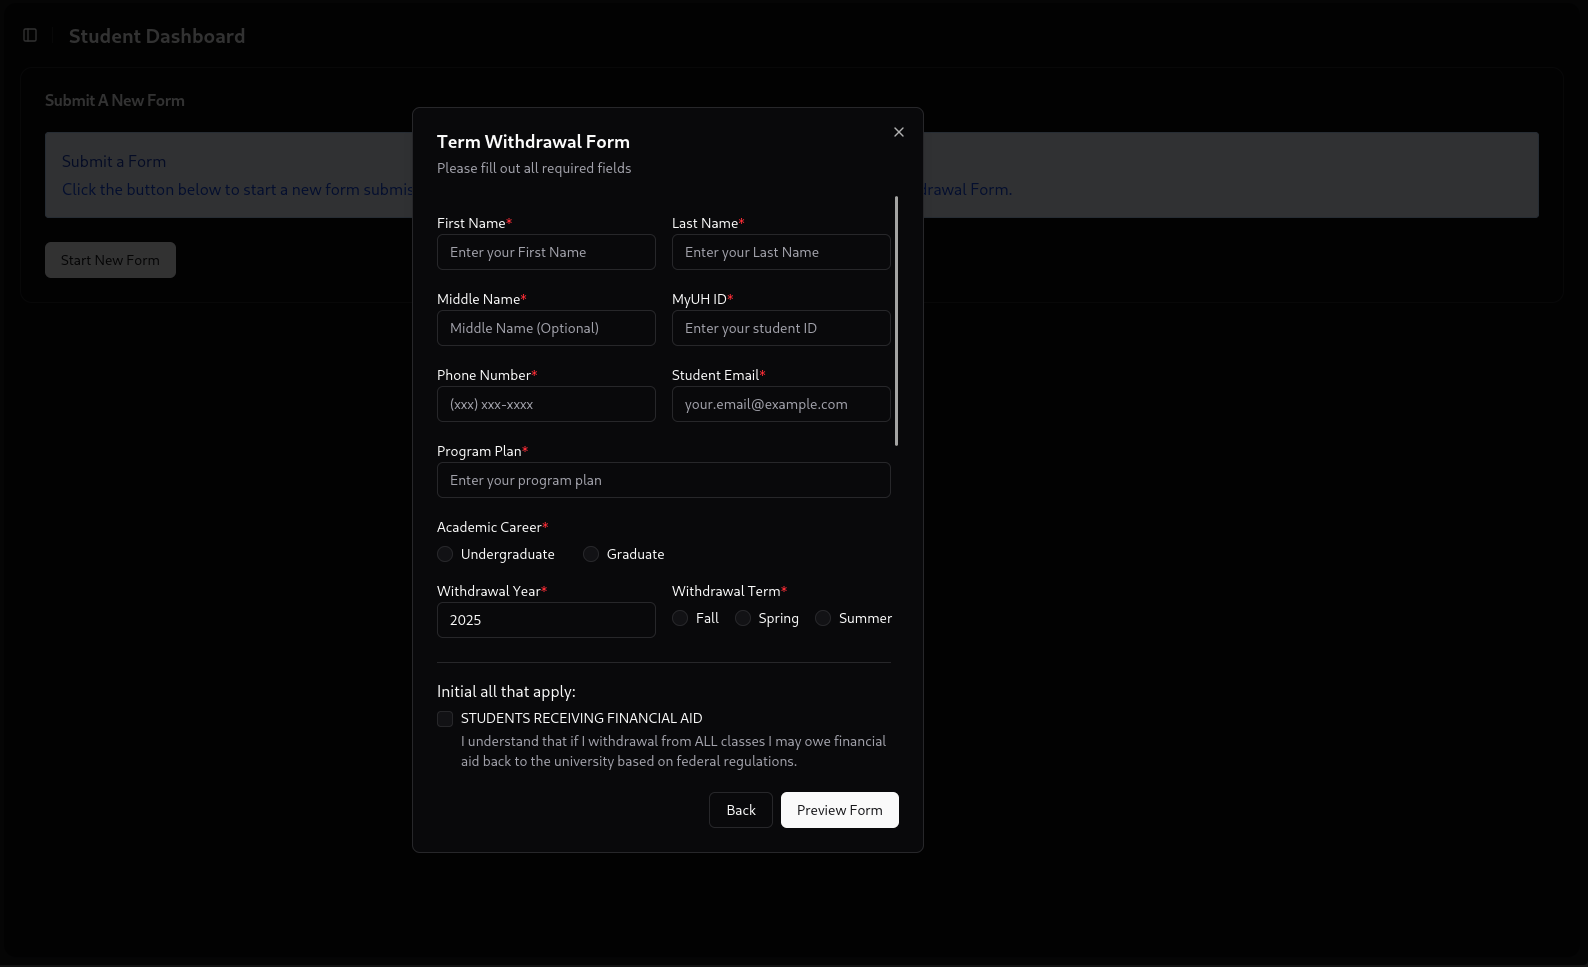 Student Dashboard
Submit A New Form
Submit a Form
Click the button below to start a new form submis
drawal Form.
Start New Form
Term Withdrawal Form
Please fill out all required fields
First Name*
Last Name*
Enter your First Name
Enter your Last Name
Middle Name*
MyUH ID*
Middle Name (Optional)
Enter your student ID
Phone Number*
Student Email*
(xxx) xxx-xxxx
your.email@example.com
Program Plan*
Enter your program plan
Academic Career*
Undergraduate
Graduate
Withdrawal Year*
Withdrawal Term*
2025
Fall
Spring
Summer
Initial all that apply:
STUDENTS RECEIVING FINANCIAL AID
I understand that if I withdrawal from ALL classes I may owe financial
aid back to the university based on federal regulations.
Back
Preview Form